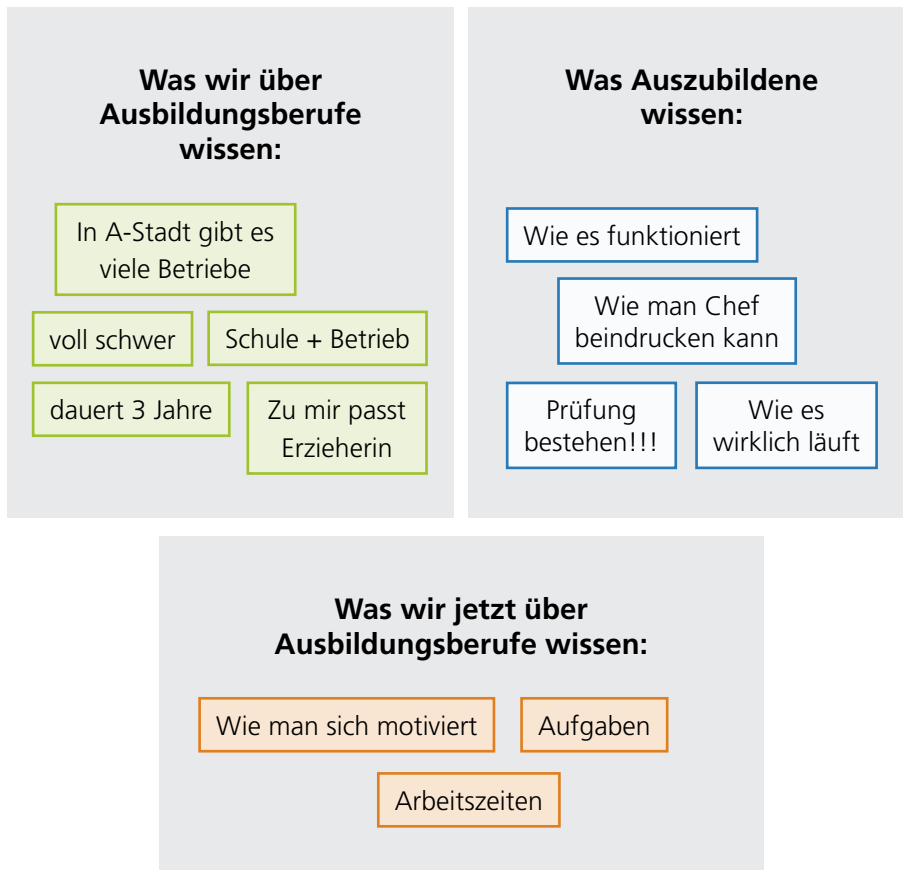 Was wir über
Ausbildungsberufe
wissen:
In A-Stadt gibt es
viele Betriebe
voll schwer
Schule + Betrieb
dauert 3 Jahre
Zu mir passt
Erzieherin
Was Auszubildene
wissen:
Wie es funktioniert
Wie man Chef
beindrucken kann
Prüfung
bestehen!!!
Wie es
wirklich läuft
Was wir jetzt über
Ausbildungsberufe wissen:
Wie man sich motiviert
Aufgaben
Arbeitszeiten